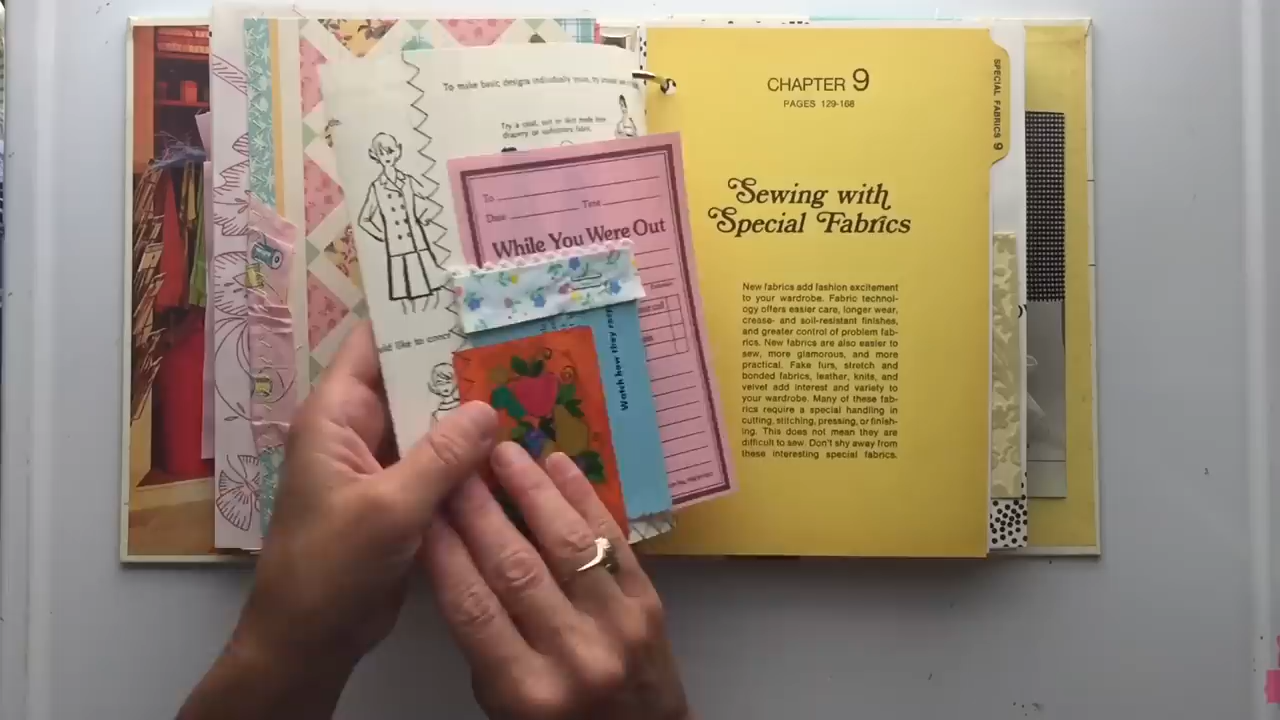 To make basic designs individually yours, try
Try a coat, suit or skirt made from
drapery or upholstery fabric.
To
Date Time
While You Were Out
Watch how they
CHAPTER 9
PAGES 129-168
Sewing with
Special Fabrics
New fabrics add fashion excitement
to your wardrobe. Fabric technol-
ogy offers easier care, longer wear,
crease- and soil-resistant finishes,
and greater control of problem fab-
rics. New fabrics are also easier to
sew, more glamorous, and more
practical. Fake furs, stretch and
bonded fabrics, leather, knits, and
velvet add interest and variety to
your wardrobe. Many of these fab-
rics require a special handling in
cutting, stitching, pressing, or finish-
ing. This does not mean they are
difficult to sew. Don't shy away from
these interesting special fabrics.
SPECIAL FABRICS 9